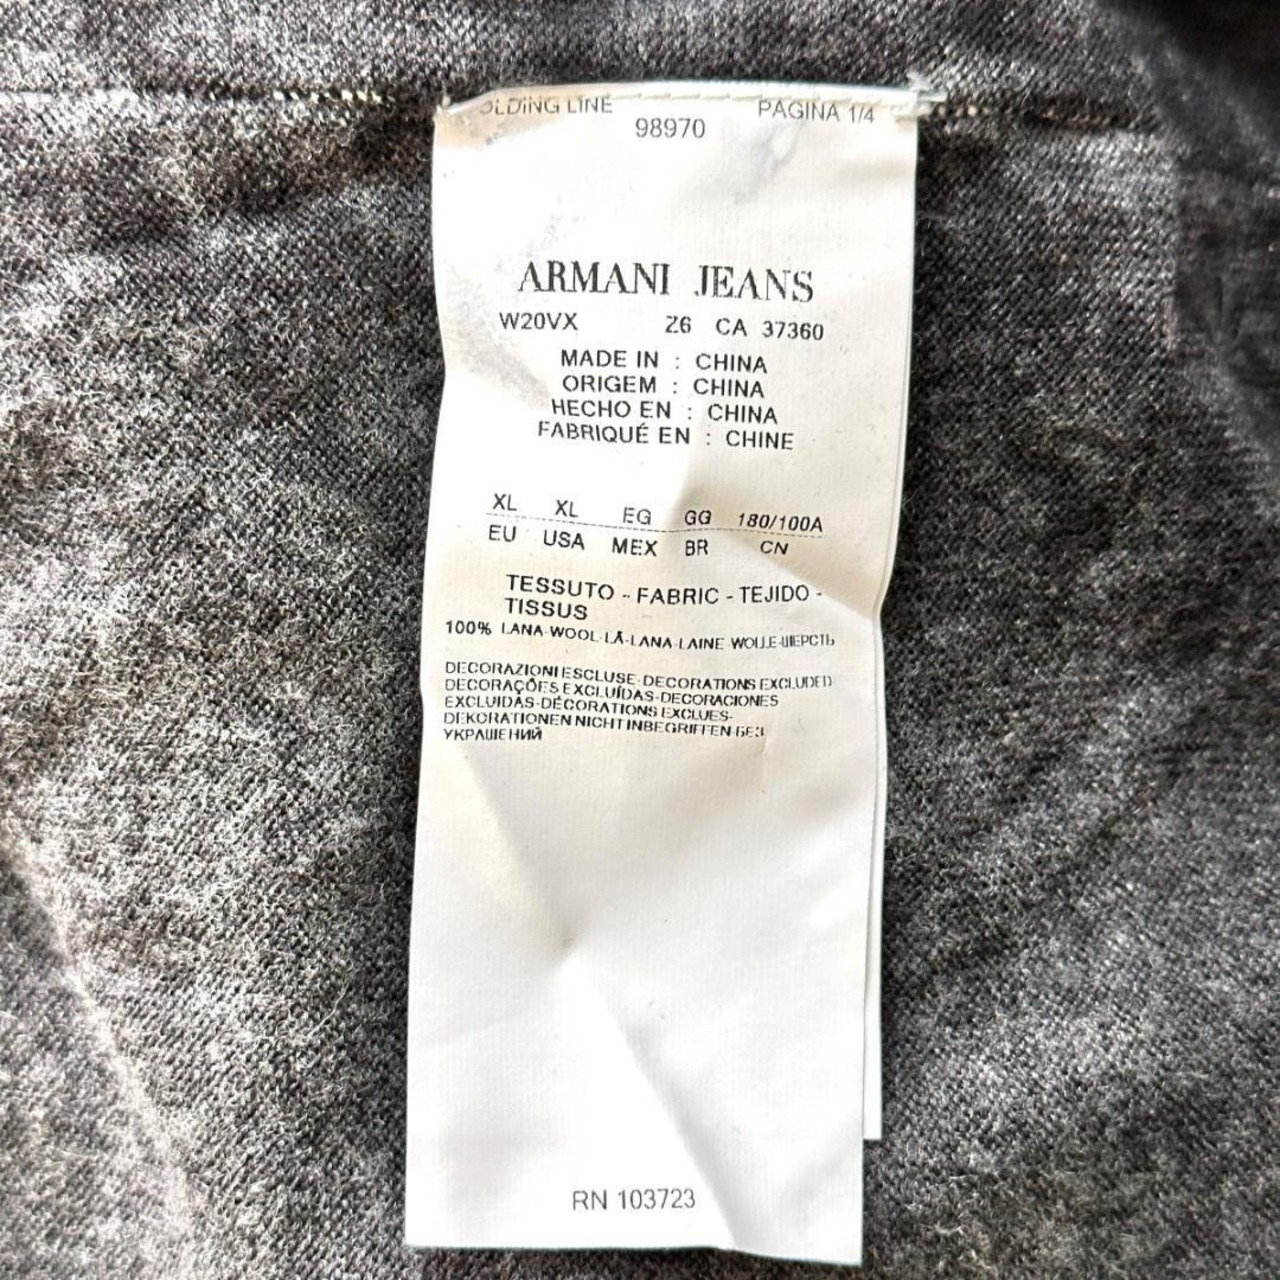 OLDING LINE PAGINA 1/4
98970
ARMANI JEANS
W20VX Z6 CA 37360
MADE IN : CHINA
ORIGEM : CHINA
HECHO EN : CHINA
FABRIQUÉ EN : CHINE
XL XL EG GG 180/100A
EU USA MEX BR CN
TESSUTO - FABRIC - TEJIDO -
TISSUS
100% LANA-WOOL-LÃ-LANA-LAINE WOLLE-ШЕРСТЬ
DECORAZIONI ESCLUSE-DECORATIONS EXCLUDED
DECORAÇÕES EXCLUÍDAS-DECORACIONES
EXCLUIDAS-DÉCORATIONS EXCLUES-
DEKORATIONEN NICHT INBEGRIFFEN-БЕЗ
УКРАШЕНИЙ
RN 103723